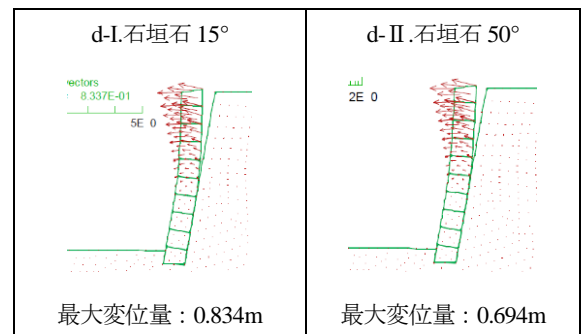 d-I.石垣石 15°
vectors
8.337E-01
5E 0
最大変位量：0.834m
d-Ⅱ.石垣石 50°
2E 0
最大変位量：0.694m